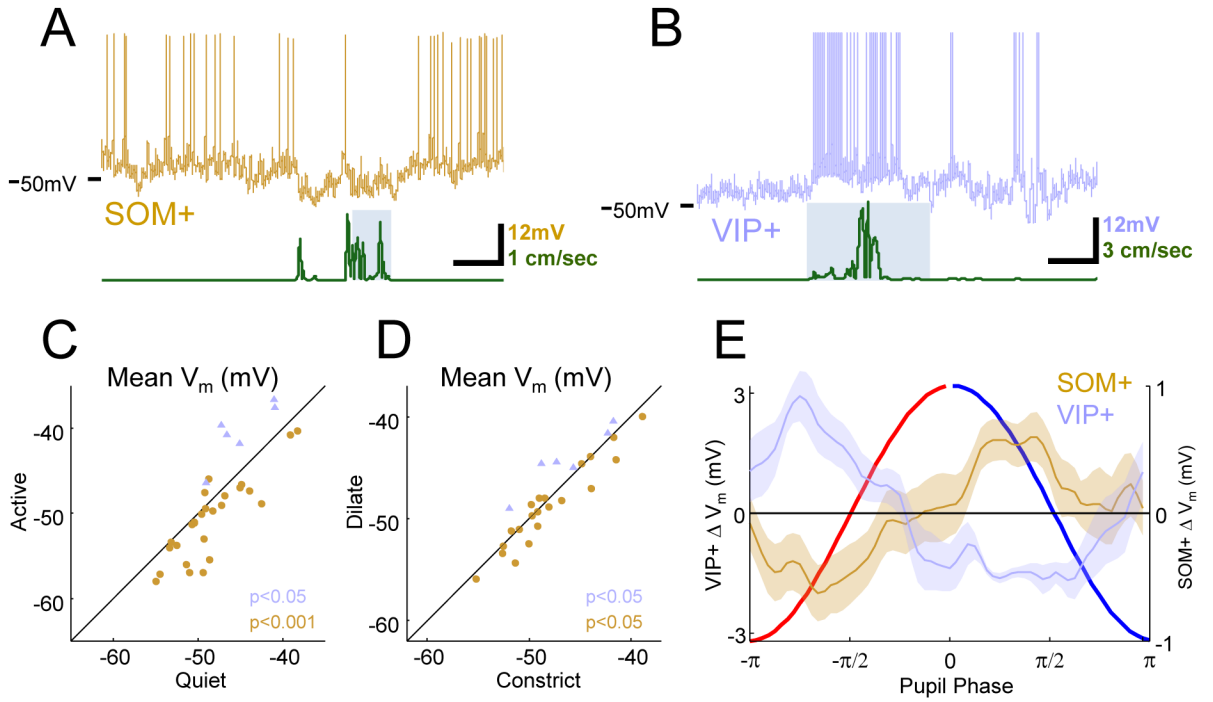 A
B
−50mV
SOM+
12mV
1 cm/sec
−50mV
VIP+
12mV
3 cm/sec
C
Mean Vm (mV)
Active
-40
-50
-60
p<0.05
p<0.001
-60
-50
-40
Quiet
D
Mean Vm (mV)
Dilate
-40
-50
-60
p<0.05
p<0.05
-60
-50
-40
Constrict
E
SOM+
VIP+
VIP+ Δ Vm (mV)
3
0
-3
SOM+ Δ Vm (mV)
1
0
-1
-π
-π/2
0
π/2
π
Pupil Phase